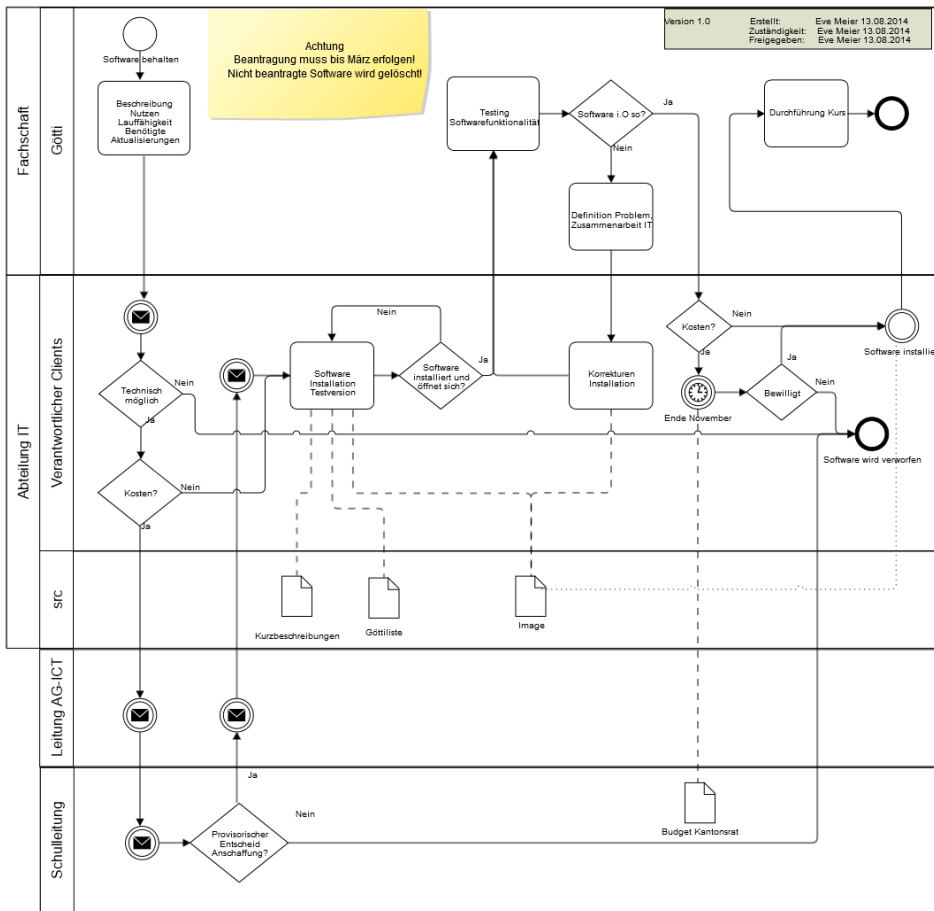 Fachschaft
Götti
Software behalten
Beschreibung
Nutzen
Lauffähigkeit
Benötigte
Aktualisierungen
Achtung
Beantragung muss bis März erfolgen!
Nicht beantragte Software wird gelöscht!
Testing
Softwarefunktionalität
Software i.O so?
Ja
Nein
Definition Problem,
Zusammenarbeit IT
Version 1.0
Erstellt: Eve Meier 13.08.2014
Zuständigkeit: Eve Meier 13.08.2014
Freigegeben: Eve Meier 13.08.2014
Durchführung Kurs
Abteilung IT
Verantwortlicher Clients
Technisch
möglich
Nein
Ja
Kosten?
Nein
Ja
Software
Installation
Testversion
Nein
Software
installiert und
öffnet sich?
Ja
Korrekturen
Installation
Kosten?
Nein
Ja
Ende November
Bewilligt
Ja
Nein
Software installie
Software wird verworfen
src
Kurzbeschreibungen
Göttiliste
Image
Leitung AG-ICT
Schulleitung
Ja
Provisorischer
Entscheid
Anschaffung?
Nein
Budget Kantonsrat